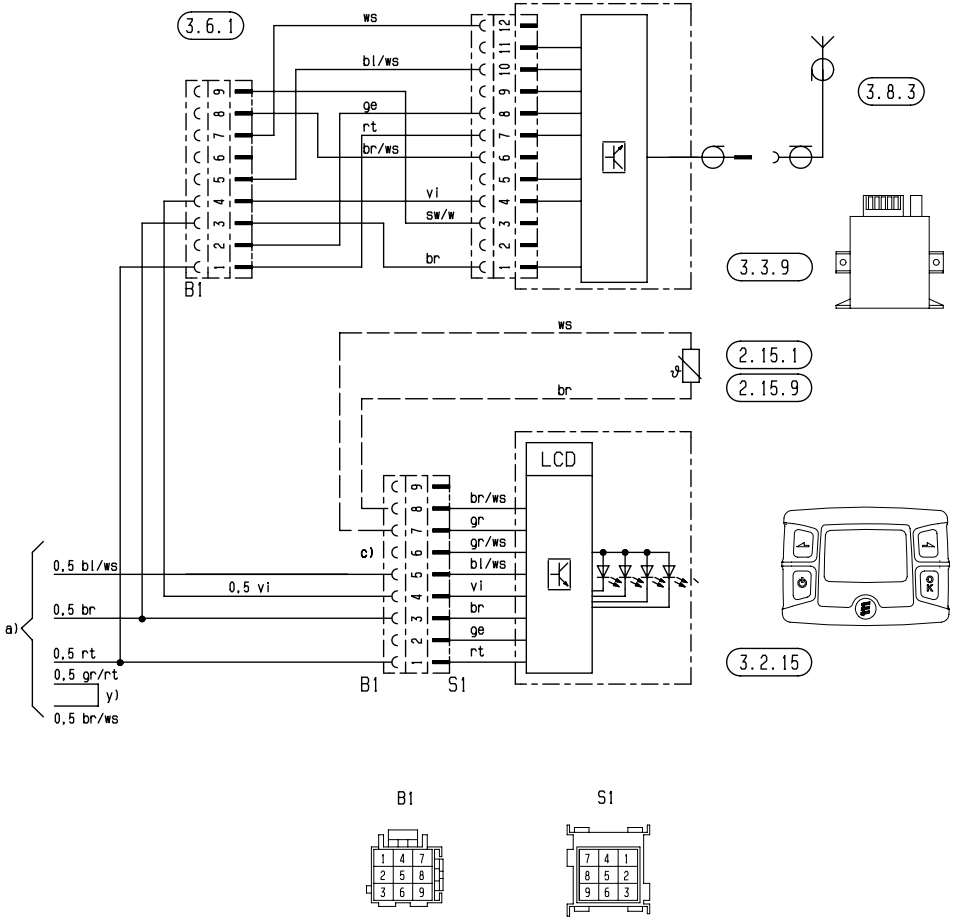 3.6.1
ws
bl/ws
ge
rt
br/ws
vi
sw/w
br
12
11
10
9
8
7
6
5
4
3
2
1
9
8
7
6
5
4
3
2
1
B1
3.8.3
3.3.9
ws
ϑ
br
2.15.1
2.15.9
LCD
9
8
7
6
5
4
3
2
1
br/ws
gr
gr/ws
bl/ws
vi
br
ge
rt
c)
B1
S1
OK
3.2.15
a)
0,5 bl/ws
0,5 vi
0,5 br
0,5 rt
0,5 gr/rt
y)
0,5 br/ws
B1
S1
1 4 7
2 5 8
3 6 9
7 4 1
8 5 2
9 6 3